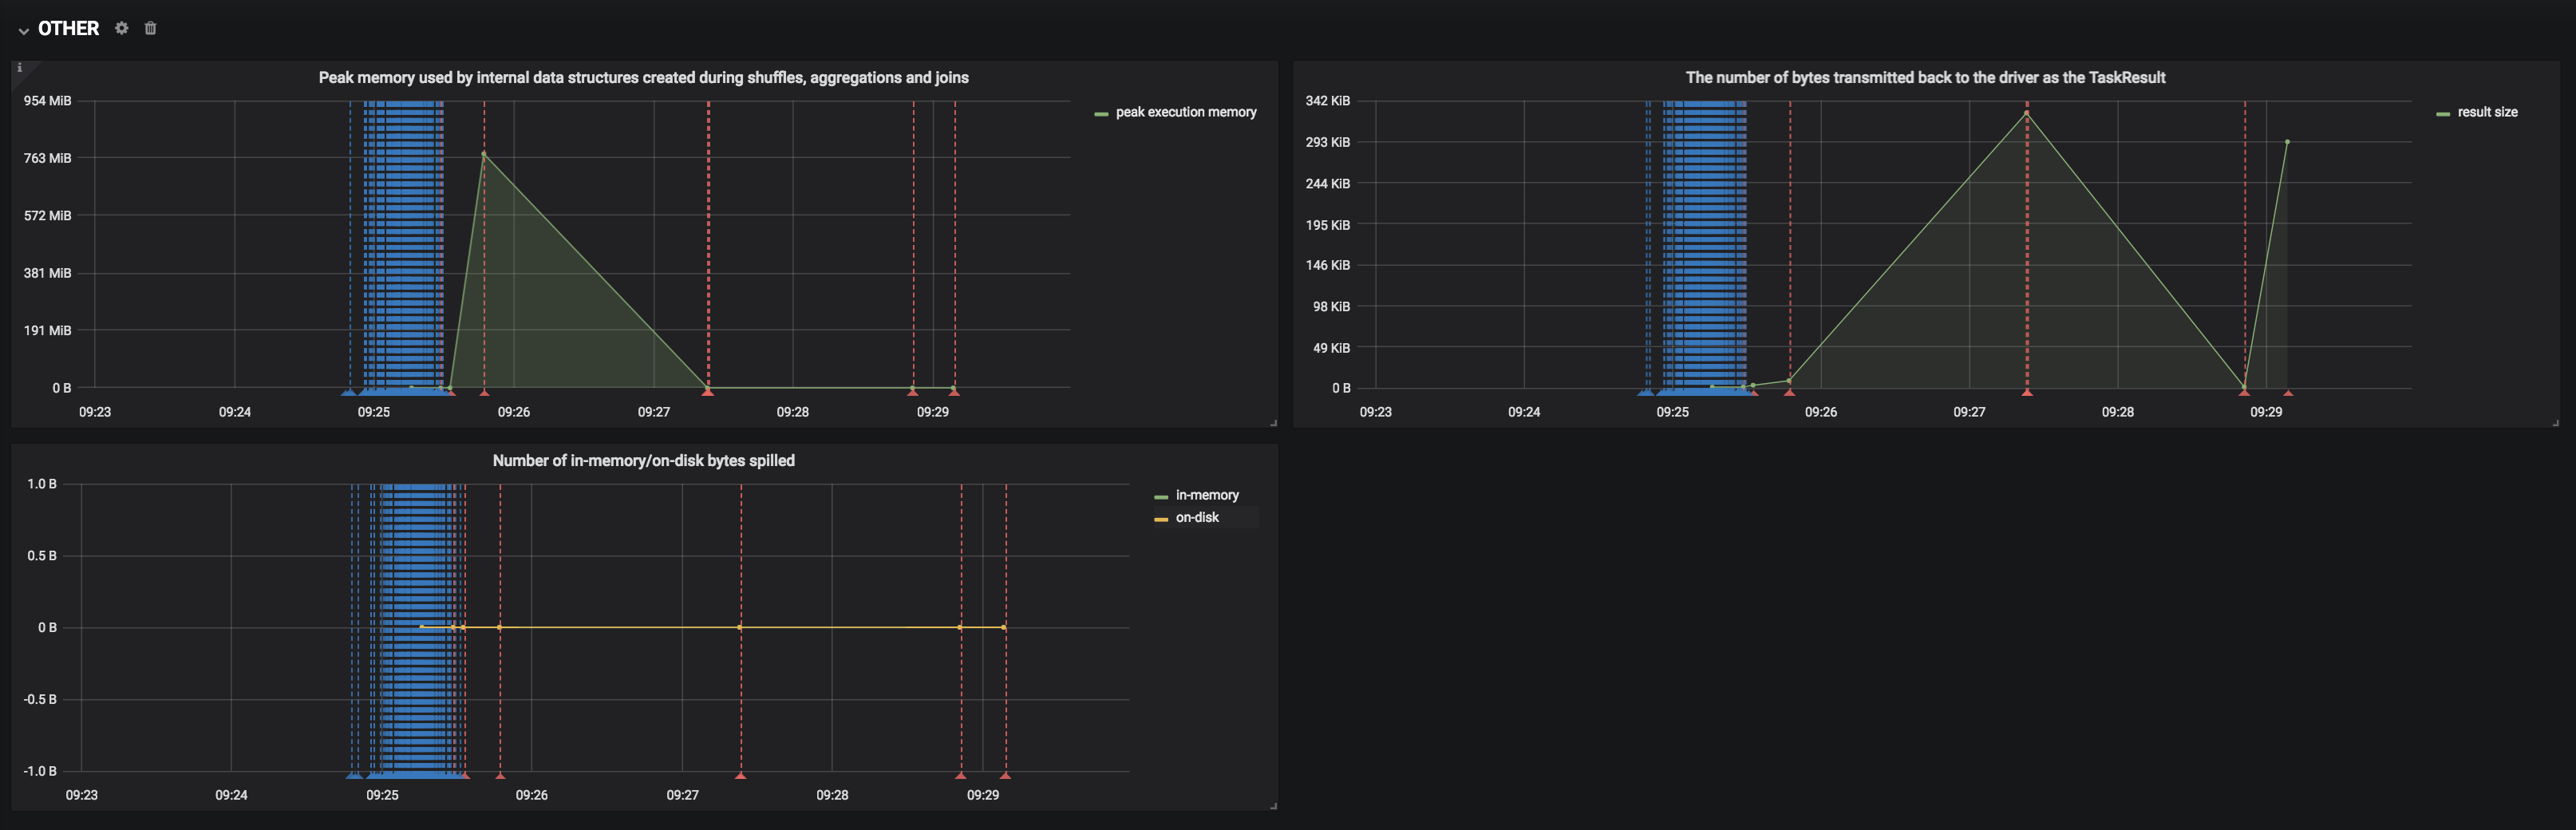 OTHER
i
Peak memory used by internal data structures created during shuffles, aggregations and joins
954 MiB
763 MiB
572 MiB
381 MiB
191 MiB
0 B
09:23 09:24 09:25 09:26 09:27 09:28 09:29
peak execution memory
The number of bytes transmitted back to the driver as the TaskResult
342 KiB
293 KiB
244 KiB
195 KiB
146 KiB
98 KiB
49 KiB
0 B
09:23 09:24 09:25 09:26 09:27 09:28 09:29
result size
Number of in-memory/on-disk bytes spilled
1.0 B
0.5 B
0 B
-0.5 B
-1.0 B
09:23 09:24 09:25 09:26 09:27 09:28 09:29
in-memory
on-disk